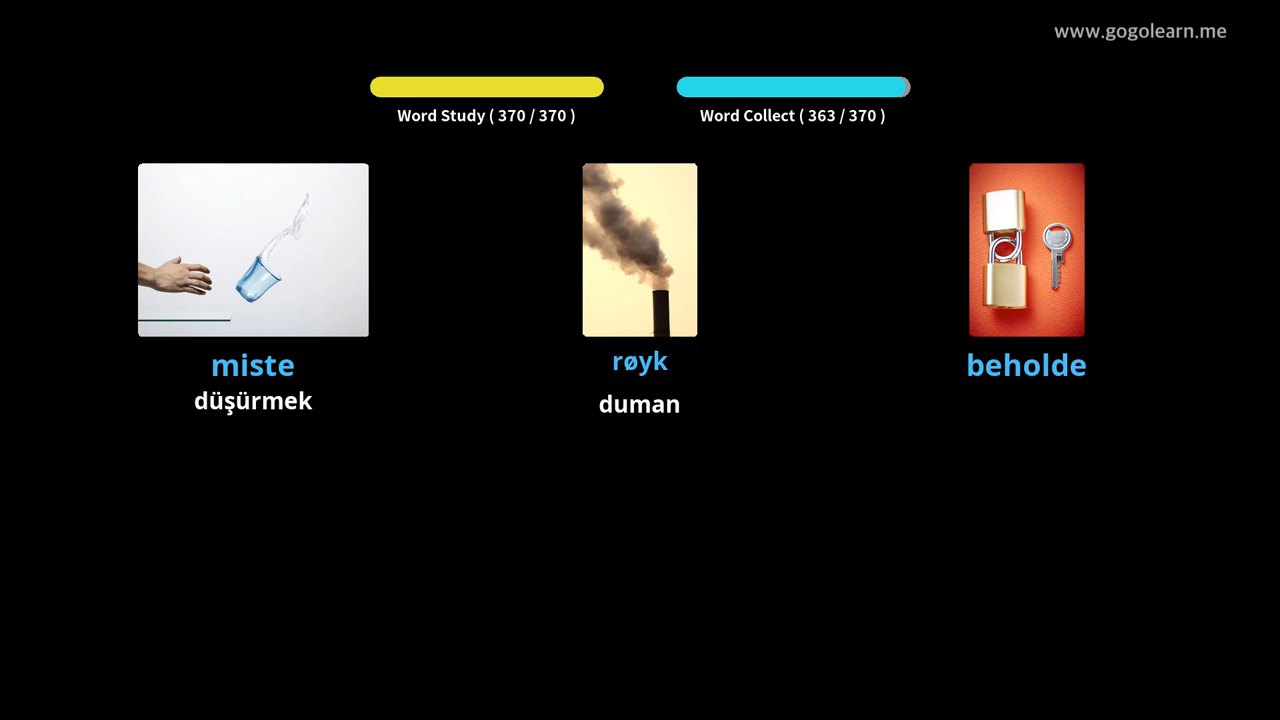 www.gogolearn.me
Word Study ( 370 / 370 )
Word Collect ( 363 / 370 )
miste
düşürmek
røyk
duman
beholde